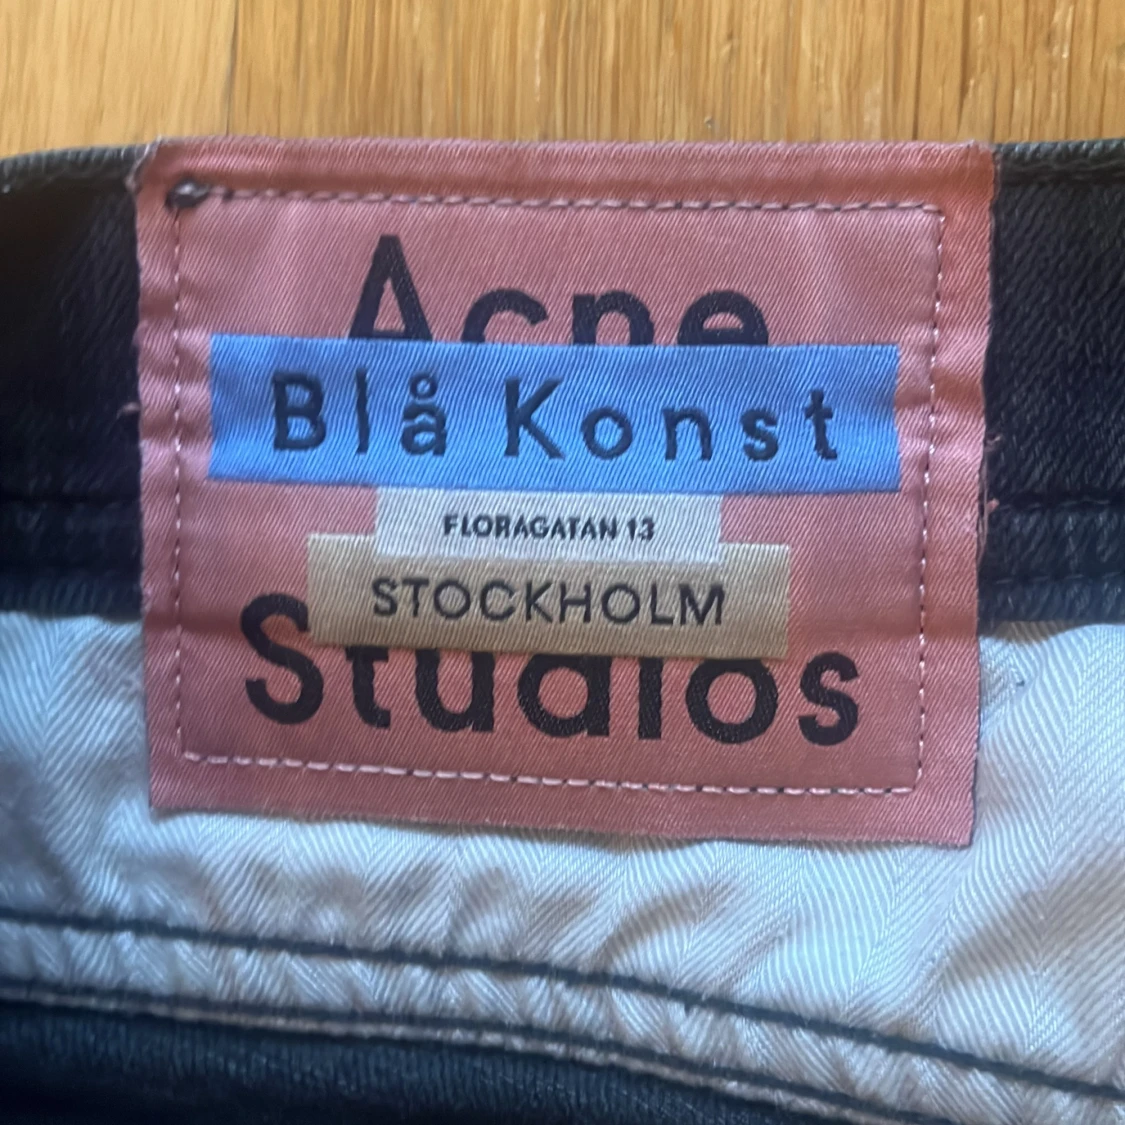 Acne
Blå Konst
FLORAGATAN 13
STOCKHOLM
Studios